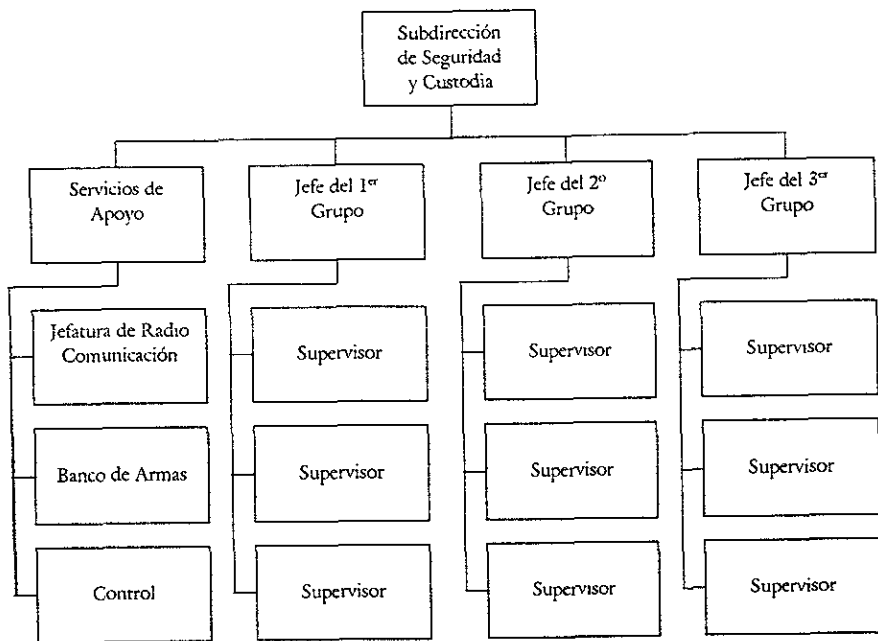 Subdirección
de Seguridad
y Custodia
Servicios de
Apoyo
Jefe del 1er
Grupo
Jefe del 2º
Grupo
Jefe del 3er
Grupo
Jefatura de Radio
Comunicación
Supervisor
Supervisor
Supervisor
Banco de Armas
Supervisor
Supervisor
Supervisor
Control
Supervisor
Supervisor
Supervisor